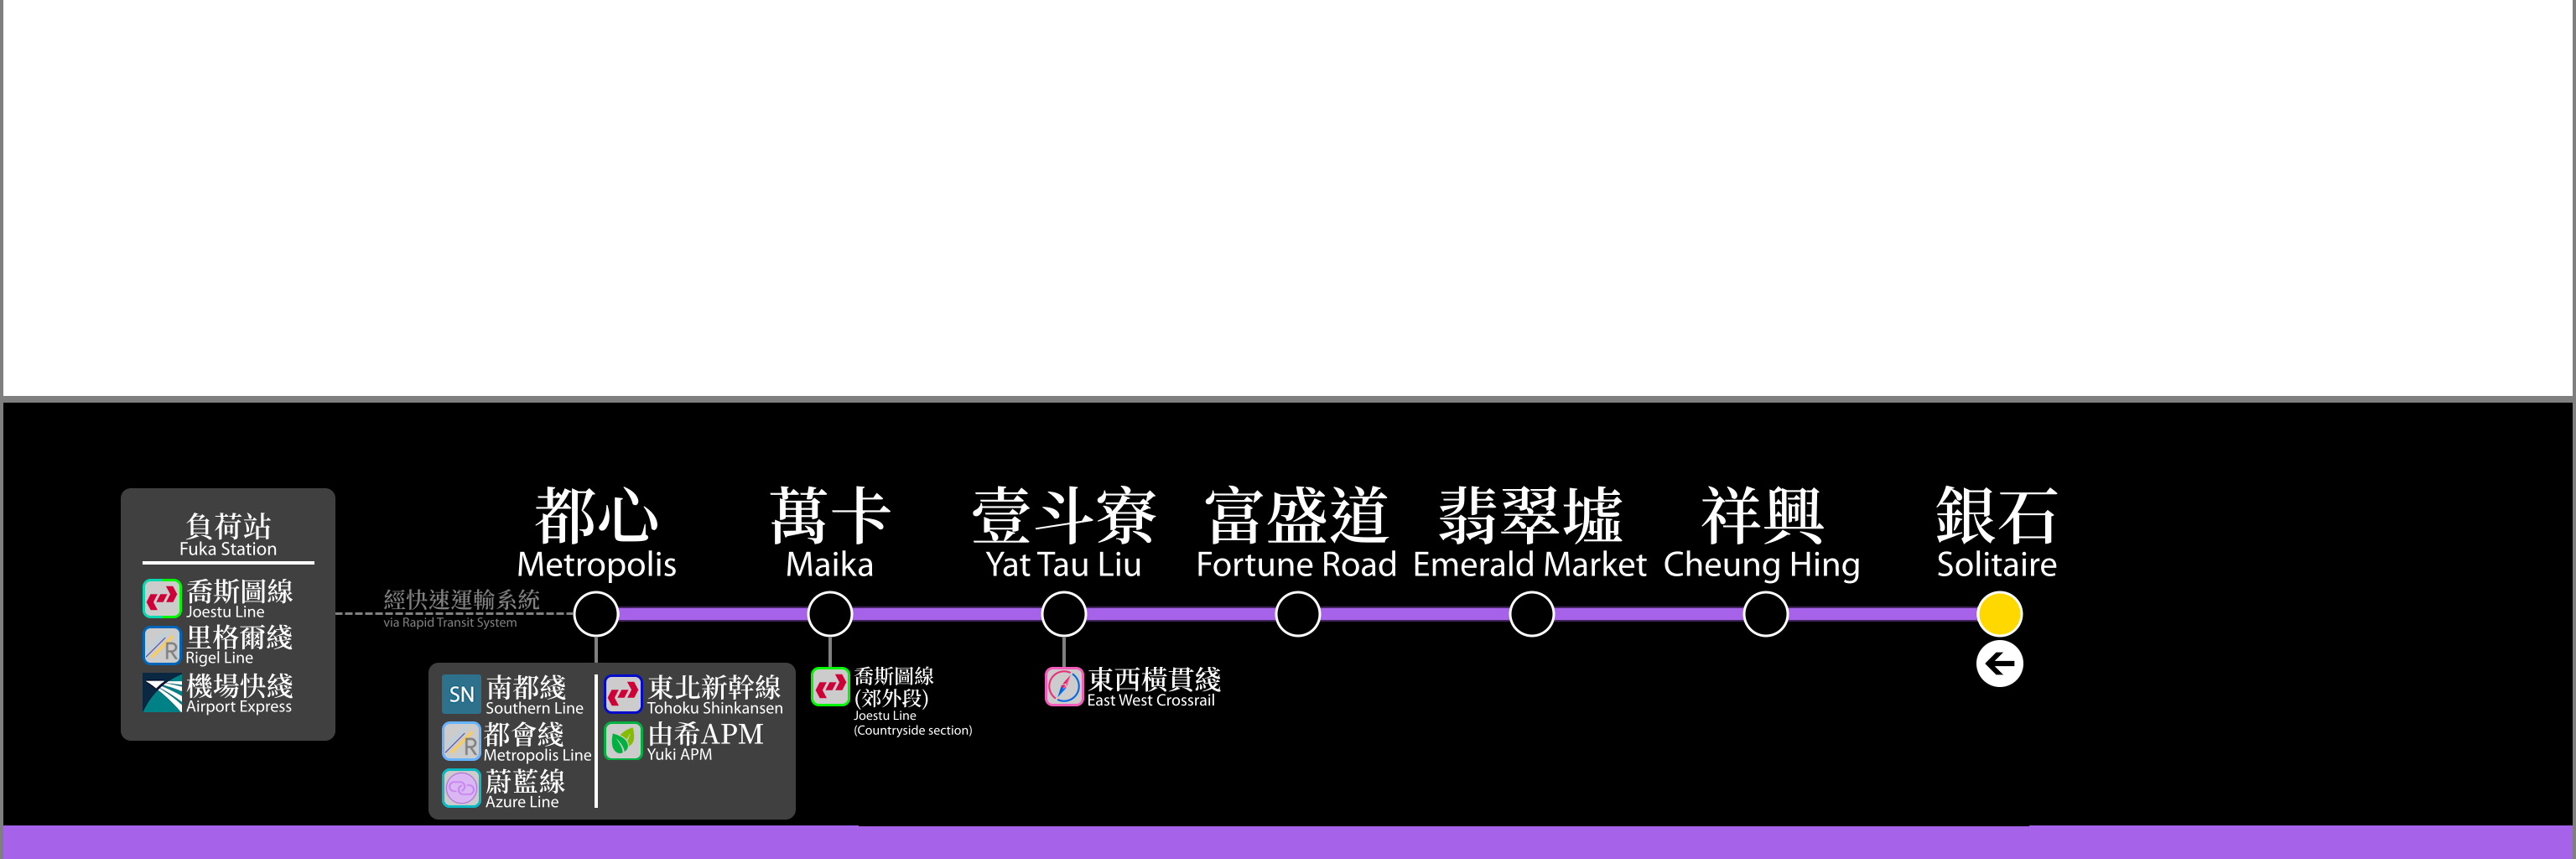 負荷站
Fuka Station
喬斯圖線
Joestu Line
里格爾綫
R
Rigel Line
機場快綫
Airport Express
經快速運輸系統
via Rapid Transit System
都心
Metropolis
SN
南都綫
Southern Line
都會綫
R
Metropolis Line
蔚藍線
Azure Line
東北新幹線
Tohoku Shinkansen
由希APM
Yuki APM
萬卡
Maika
喬斯圖線
(郊外段)
Joestu Line
(Countryside section)
壹斗寮
Yat Tau Liu
東西橫貫綫
East West Crossrail
富盛道
Fortune Road
翡翠墟
Emerald Market
祥興
Cheung Hing
銀石
Solitaire